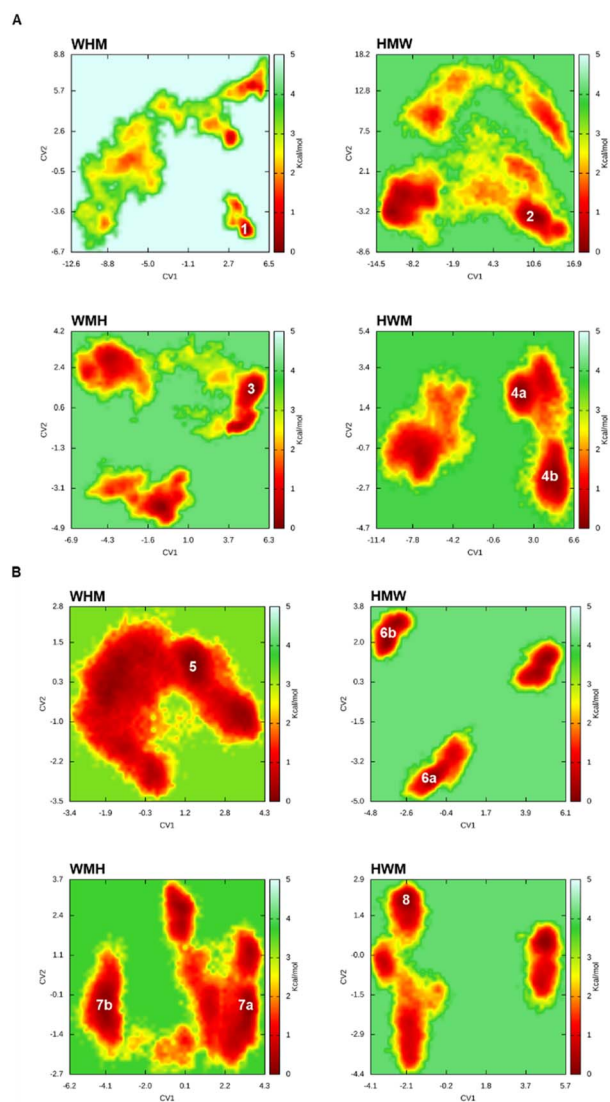 A
WHM
8.8
5.7
2.6
-0.5
-3.6
-6.7
CV2
1
-12.6 -8.8 -5.0 -1.1 2.7 6.5
CV1
5
4
3
2
1
0
Kcal/mol
HMW
18.2
12.8
7.5
2.1
-3.2
-8.6
CV2
2
-14.5 -8.2 -1.9 4.3 10.6 16.9
CV1
5
4
3
2
1
0
Kcal/mol
WMH
4.2
2.4
0.6
-1.3
-3.1
-4.9
CV2
3
-6.9 -4.3 -1.6 1.0 3.7 6.3
CV1
5
4
3
2
1
0
Kcal/mol
HWM
5.4
3.4
1.4
-0.7
-2.7
-4.7
CV2
4a
4b
-11.4 -7.8 -4.2 -0.6 3.0 6.6
CV1
5
4
3
2
1
0
Kcal/mol
B
WHM
2.8
1.5
0.3
-1.0
-2.2
-3.5
CV2
5
-3.4 -1.9 -0.3 1.2 2.8 4.3
CV1
5
4
3
2
1
0
Kcal/mol
HMW
3.8
2.0
0.3
-1.5
-3.2
-5.0
CV2
6b
6a
-4.8 -2.6 -0.4 1.7 3.9 6.1
CV1
5
4
3
2
1
0
Kcal/mol
WMH
3.7
2.4
1.1
-0.1
-1.4
-2.7
CV2
7b
7a
-6.2 -4.1 -2.0 0.1 2.2 4.3
CV1
5
4
3
2
1
0
Kcal/mol
HWM
2.9
1.4
-0.0
-1.5
-2.9
-4.4
CV2
8
-4.1 -2.1 -0.2 1.8 3.7 5.7
CV1
5
4
3
2
1
0
Kcal/mol